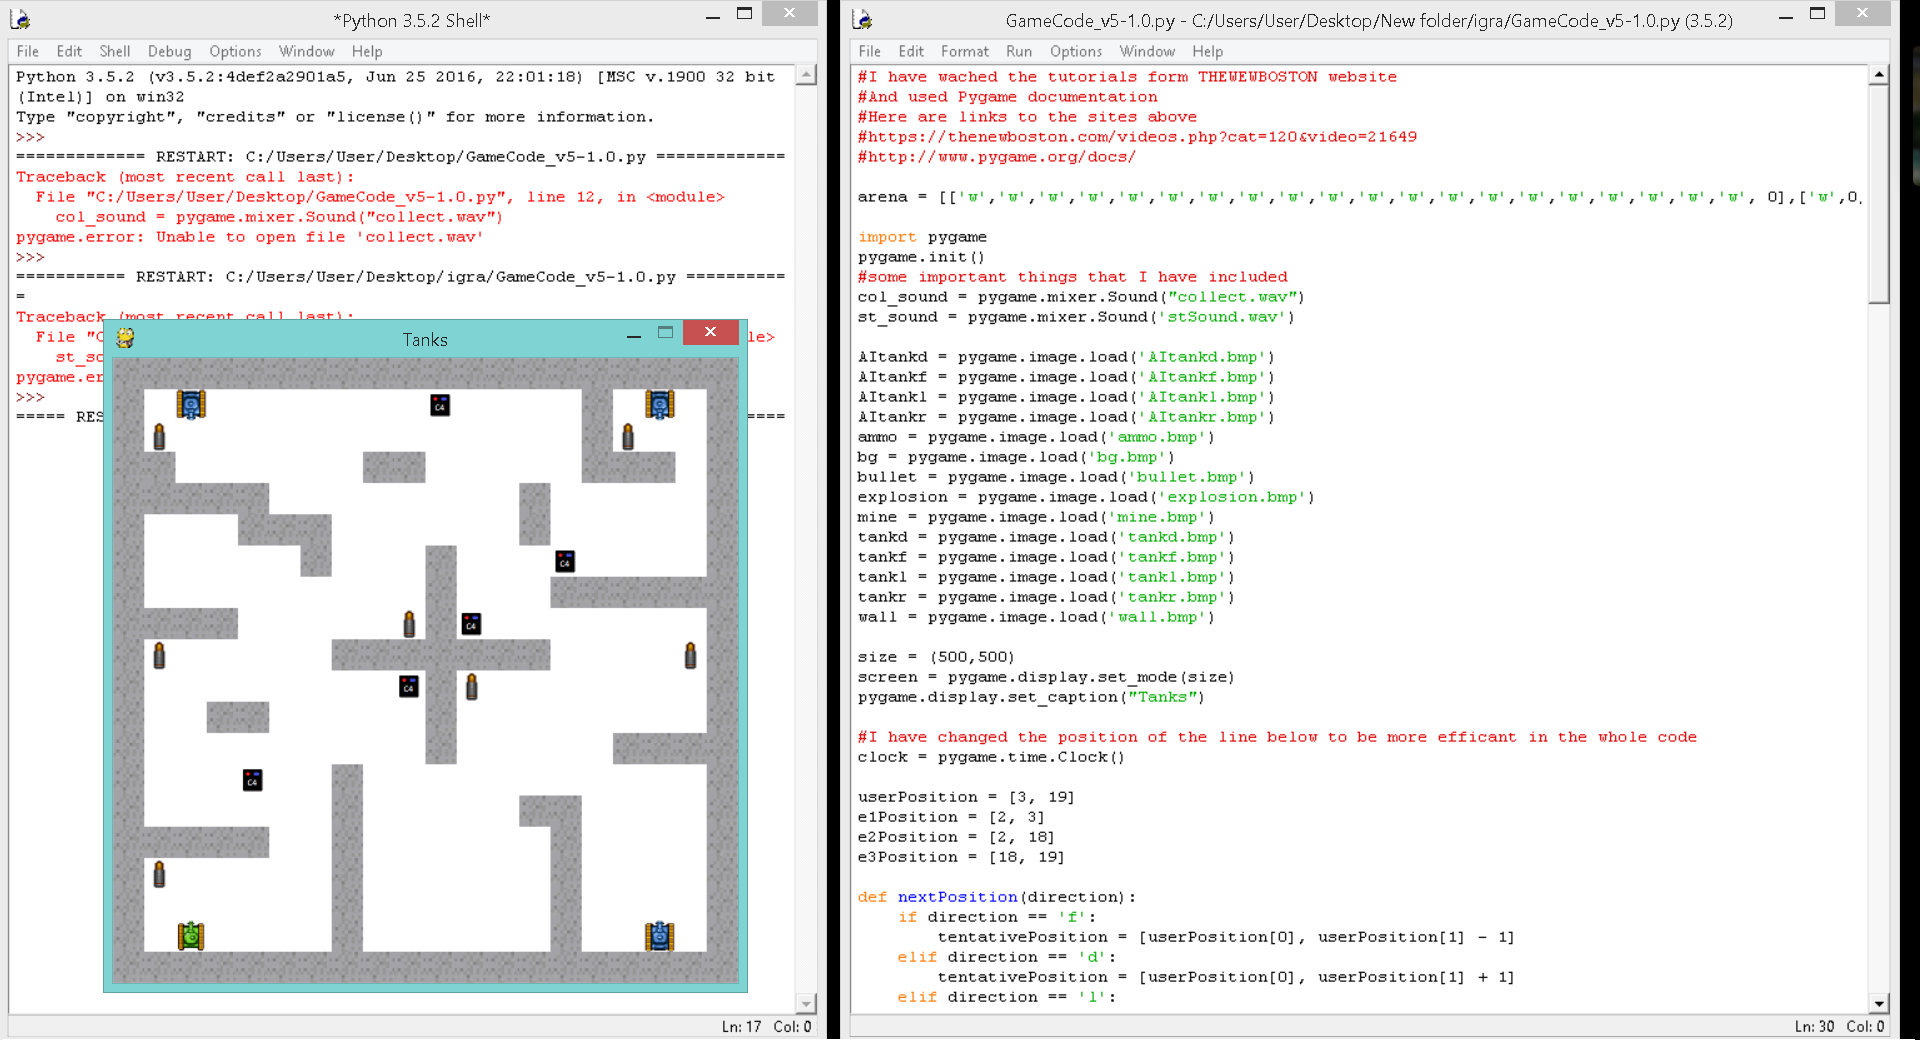 *Python 3.5.2 Shell*
File Edit Shell Debug Options Window Help
Python 3.5.2 (v3.5.2:4def2a2901a5, Jun 25 2016, 22:01:18) [MSC v.1900 32 bit
(Intel)] on win32
Type "copyright", "credits" or "license()" for more information.
>>>
============= RESTART: C:/Users/User/Desktop/GameCode_v5-1.0.py =============
Traceback (most recent call last):
  File "C:/Users/User/Desktop/GameCode_v5-1.0.py", line 12, in <module>
    col_sound = pygame.mixer.Sound("collect.wav")
pygame.error: Unable to open file 'collect.wav'
>>>
=========== RESTART: C:/Users/User/Desktop/igra/GameCode_v5-1.0.py ==========
=
Traceback (most recent call last):
  File "C le>
    st_so
pygame.er
>>>
===== RES ====
Tanks
C4
C4
C4
C4
C4
Ln: 17 Col: 0
GameCode_v5-1.0.py - C:/Users/User/Desktop/New folder/igra/GameCode_v5-1.0.py (3.5.2)
File Edit Format Run Options Window Help
#I have wached the tutorials form THEWEWBOSTON website
#And used Pygame documentation
#Here are links to the sites above
#https://thenewboston.com/videos.php?cat=120&video=21649
#http://www.pygame.org/docs/
arena = [['w','w','w','w','w','w','w','w','w','w','w','w','w','w','w','w','w','w','w','w', 0],['w',0,
import pygame
pygame.init()
#some important things that I have included
col_sound = pygame.mixer.Sound("collect.wav")
st_sound = pygame.mixer.Sound('stSound.wav')
AItankd = pygame.image.load('AItankd.bmp')
AItankf = pygame.image.load('AItankf.bmp')
AItankl = pygame.image.load('AItankl.bmp')
AItankr = pygame.image.load('AItankr.bmp')
ammo = pygame.image.load('ammo.bmp')
bg = pygame.image.load('bg.bmp')
bullet = pygame.image.load('bullet.bmp')
explosion = pygame.image.load('explosion.bmp')
mine = pygame.image.load('mine.bmp')
tankd = pygame.image.load('tankd.bmp')
tankf = pygame.image.load('tankf.bmp')
tankl = pygame.image.load('tankl.bmp')
tankr = pygame.image.load('tankr.bmp')
wall = pygame.image.load('wall.bmp')
size = (500,500)
screen = pygame.display.set_mode(size)
pygame.display.set_caption("Tanks")
#I have changed the position of the line below to be more efficant in the whole code
clock = pygame.time.Clock()
userPosition = [3, 19]
e1Position = [2, 3]
e2Position = [2, 18]
e3Position = [18, 19]
def nextPosition(direction):
    if direction == 'f':
        tentativePosition = [userPosition[0], userPosition[1] - 1]
    elif direction == 'd':
        tentativePosition = [userPosition[0], userPosition[1] + 1]
    elif direction == 'l':
Ln: 30 Col: 0